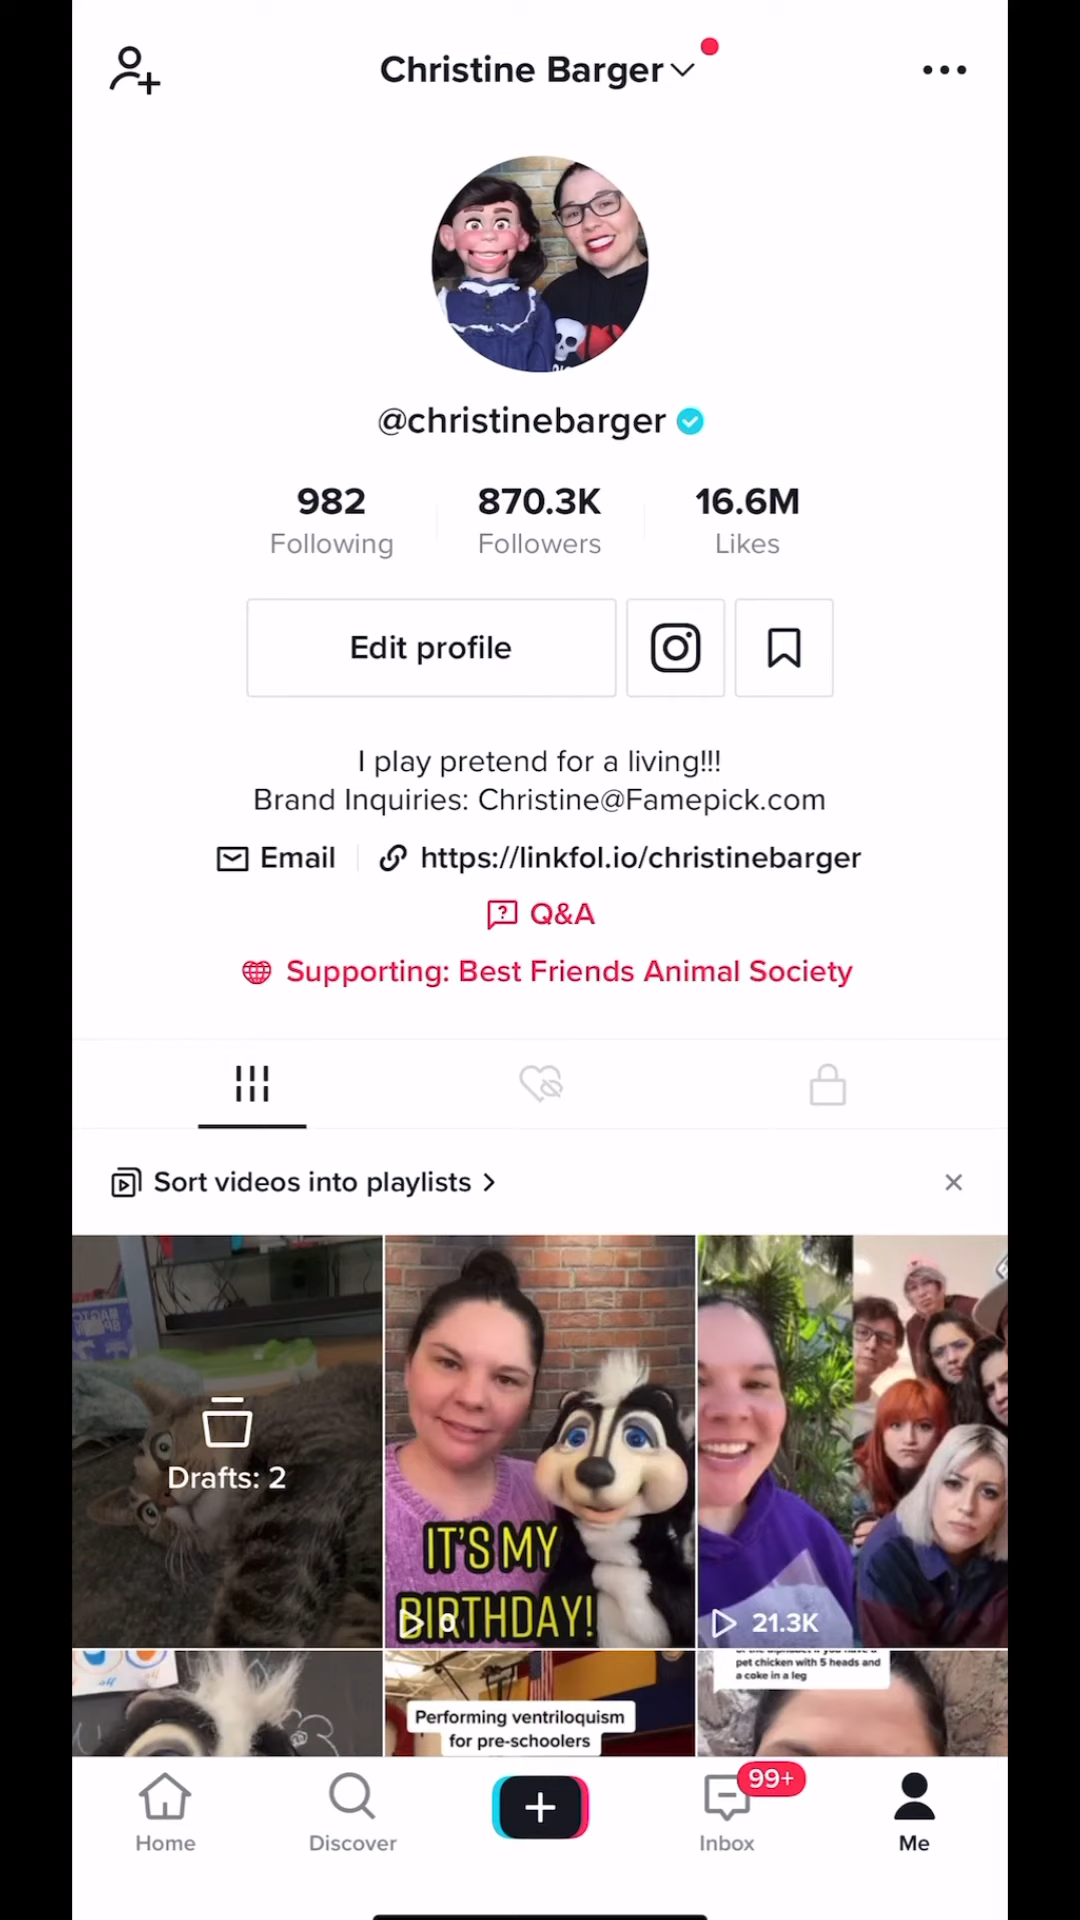 Christine Barger
@christinebarger
982
Following
870.3K
Followers
16.6M
Likes
Edit profile
I play pretend for a living!!!
Brand Inquiries: Christine@Famepick.com
Email
https://linkfol.io/christinebarger
Q&A
Supporting: Best Friends Animal Society
Sort videos into playlists >
Drafts: 2
IT'S MY
BIRTHDAY!
0
21.3K
Performing ventriloquism
for pre-schoolers
pet chicken with 5 heads and
a coke in a leg
Home
Discover
99+
Inbox
Me